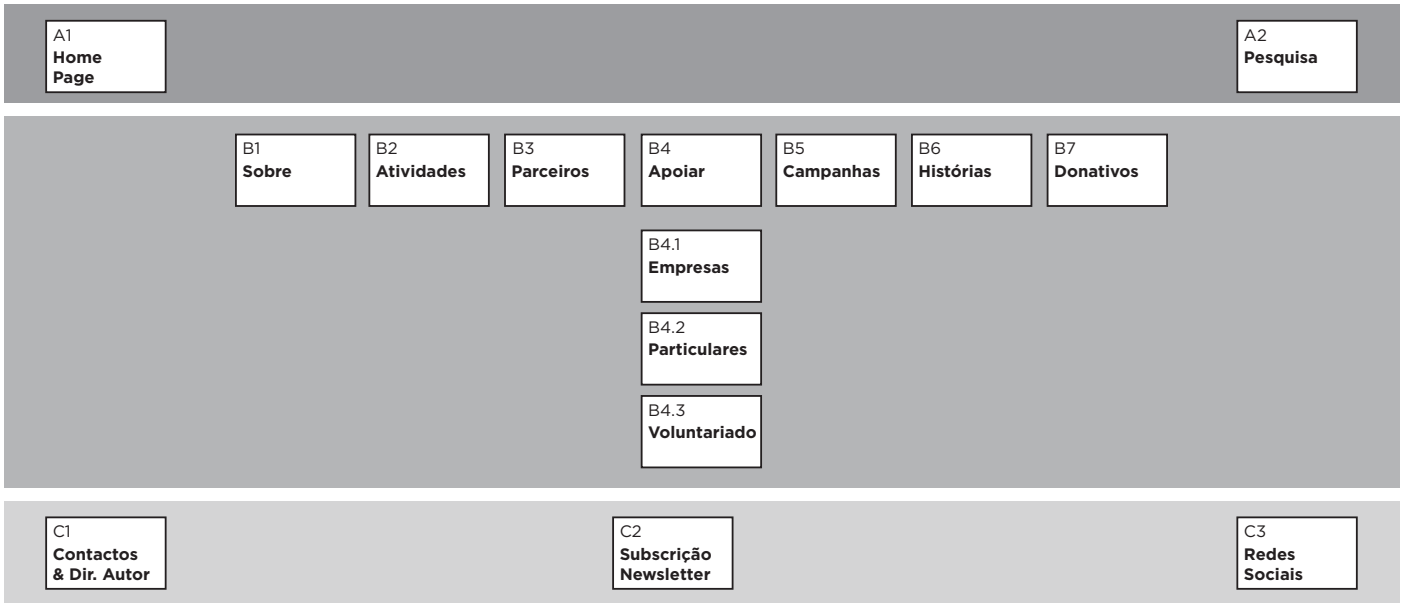 A1
Home
Page
A2
Pesquisa
B1
Sobre
B2
Atividades
B3
Parceiros
B4
Apoiar
B5
Campanhas
B6
Histórias
B7
Donativos
B4.1
Empresas
B4.2
Particulares
B4.3
Voluntariado
C1
Contactos
& Dir. Autor
C2
Subscrição
Newsletter
C3
Redes
Sociais